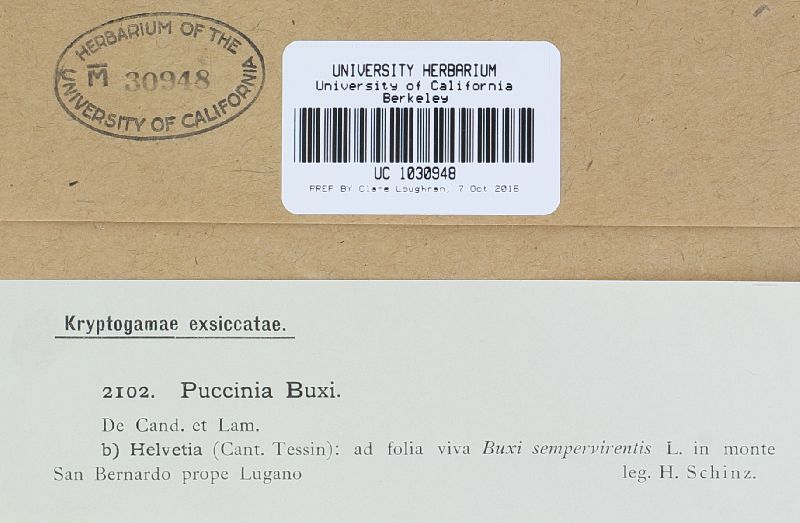 HERBARIUM OF THE
M 30948
UNIVERSITY OF CALIFORNIA
UNIVERSITY HERBARIUM
University of California
Berkeley
UC 1030948
PREP BY Clare Loughran, 7 Oct 2016
Kryptogamae exsiccatae.
2102. Puccinia Buxi.
De Cand. et Lam.
b) Helvetia (Cant. Tessin): ad folia viva Buxi sempervirentis L. in monte
San Bernardo prope Lugano leg. H. Schinz.